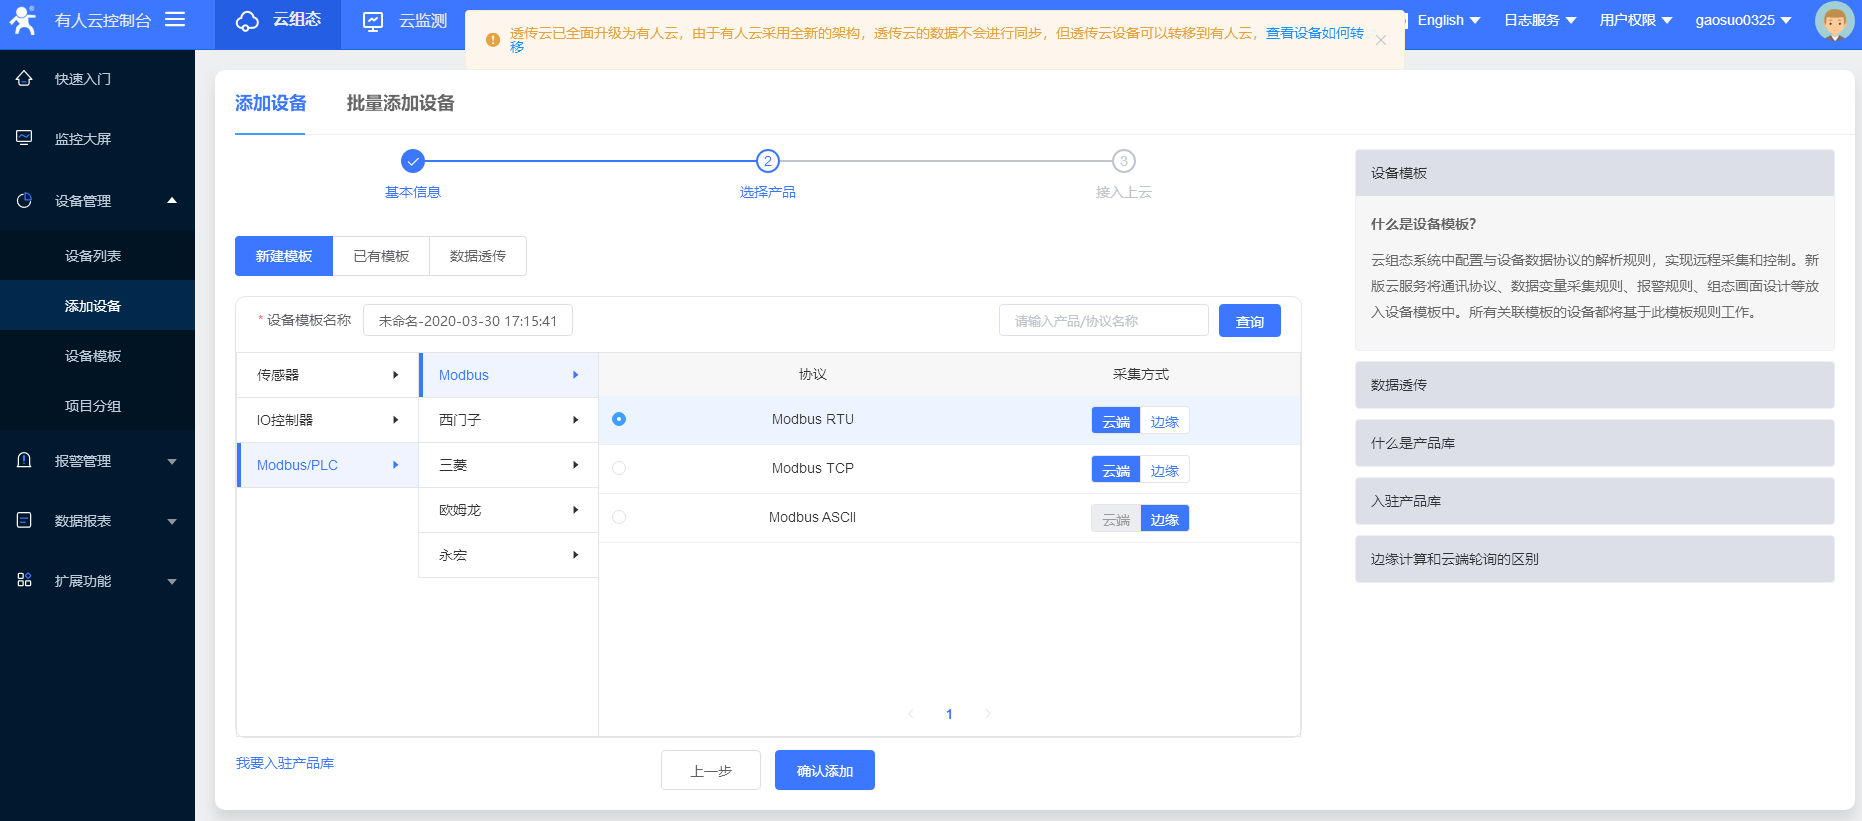 有人云控制台
云组态
云监测
透传云已全面升级为有人云，由于有人云采用全新的架构，透传云的数据不会进行同步，但透传云设备可以转移到有人云，查看设备如何转
移
English
日志服务
用户权限
gaosuo0325
快速入门
监控大屏
设备管理
设备列表
添加设备
设备模板
项目分组
报警管理
数据报表
扩展功能
添加设备
批量添加设备
2
3
基本信息
选择产品
接入上云
新建模板
已有模板
数据透传
* 设备模板名称
未命名-2020-03-30 17:15:41
请输入产品/协议名称
查询
传感器
IO控制器
Modbus/PLC
Modbus
西门子
三菱
欧姆龙
永宏
协议
采集方式
Modbus RTU
云端
边缘
Modbus TCP
云端
边缘
Modbus ASCII
云端
边缘
1
我要入驻产品库
上一步
确认添加
设备模板
什么是设备模板？
云组态系统中配置与设备数据协议的解析规则，实现远程采集和控制。新
版云服务将通讯协议、数据变量采集规则、报警规则、组态画面设计等放
入设备模板中。所有关联模板的设备都将基于此模板规则工作。
数据透传
什么是产品库
入驻产品库
边缘计算和云端轮询的区别